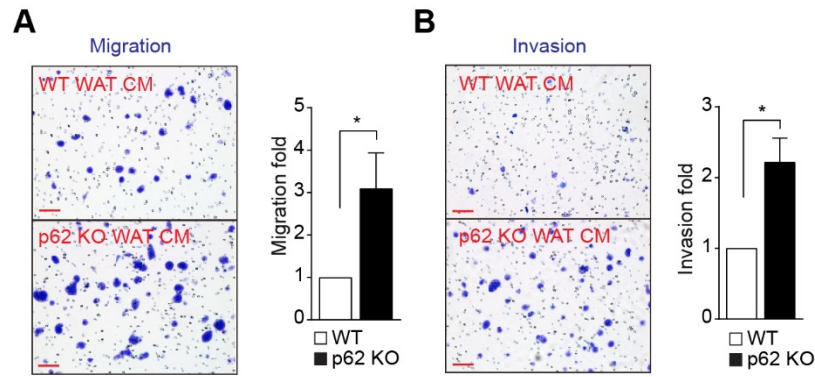 A
Migration
WT WAT CM
p62 KO WAT CM
Migration fold
5
4
3
2
1
0
*
WT
p62 KO
B
Invasion
WT WAT CM
p62 KO WAT CM
Invasion fold
3
2
1
0
*
WT
p62 KO